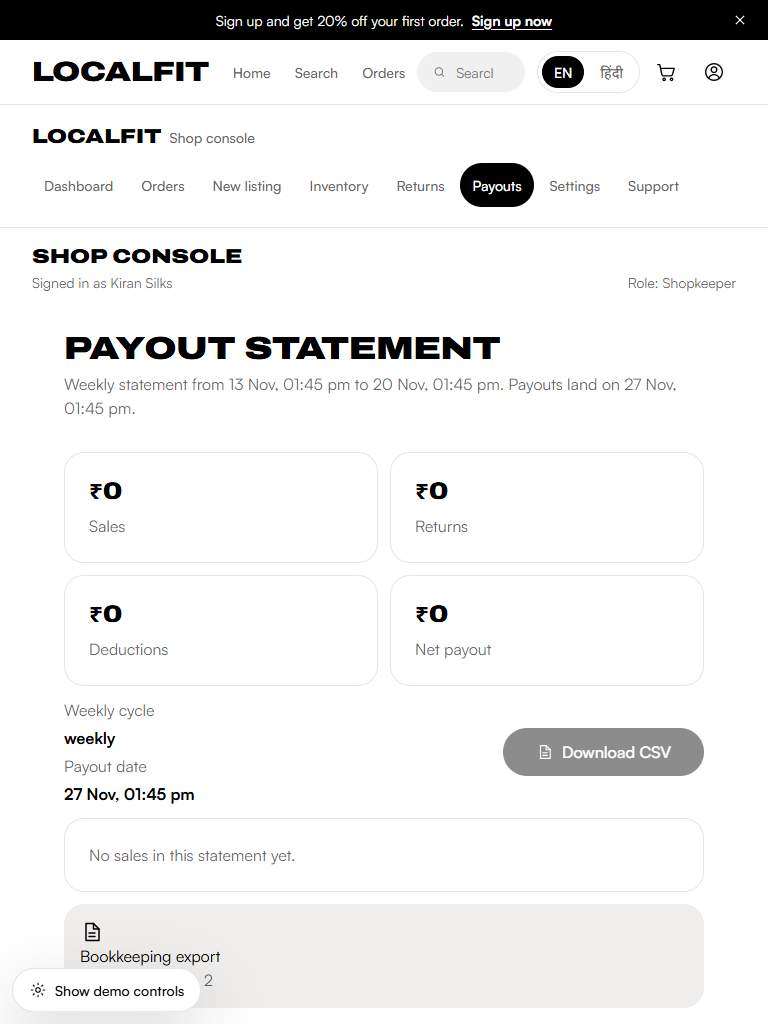 Sign up and get 20% off your first order. Sign up now
LOCALFIT Home Search Orders EN हिंदी
LOCALFIT Shop console
Dashboard Orders New listing Inventory Returns Payouts Settings Support
SHOP CONSOLE
Signed in as Kiran Silks Role: Shopkeeper
PAYOUT STATEMENT
Weekly statement from 13 Nov, 01:45 pm to 20 Nov, 01:45 pm. Payouts land on 27 Nov,
01:45 pm.
₹0 ₹0
Sales Returns
₹0 ₹0
Deductions Net payout
Weekly cycle
weekly
Download CSV
Payout date
27 Nov, 01:45 pm
No sales in this statement yet.
Bookkeeping export
2
Show demo controls